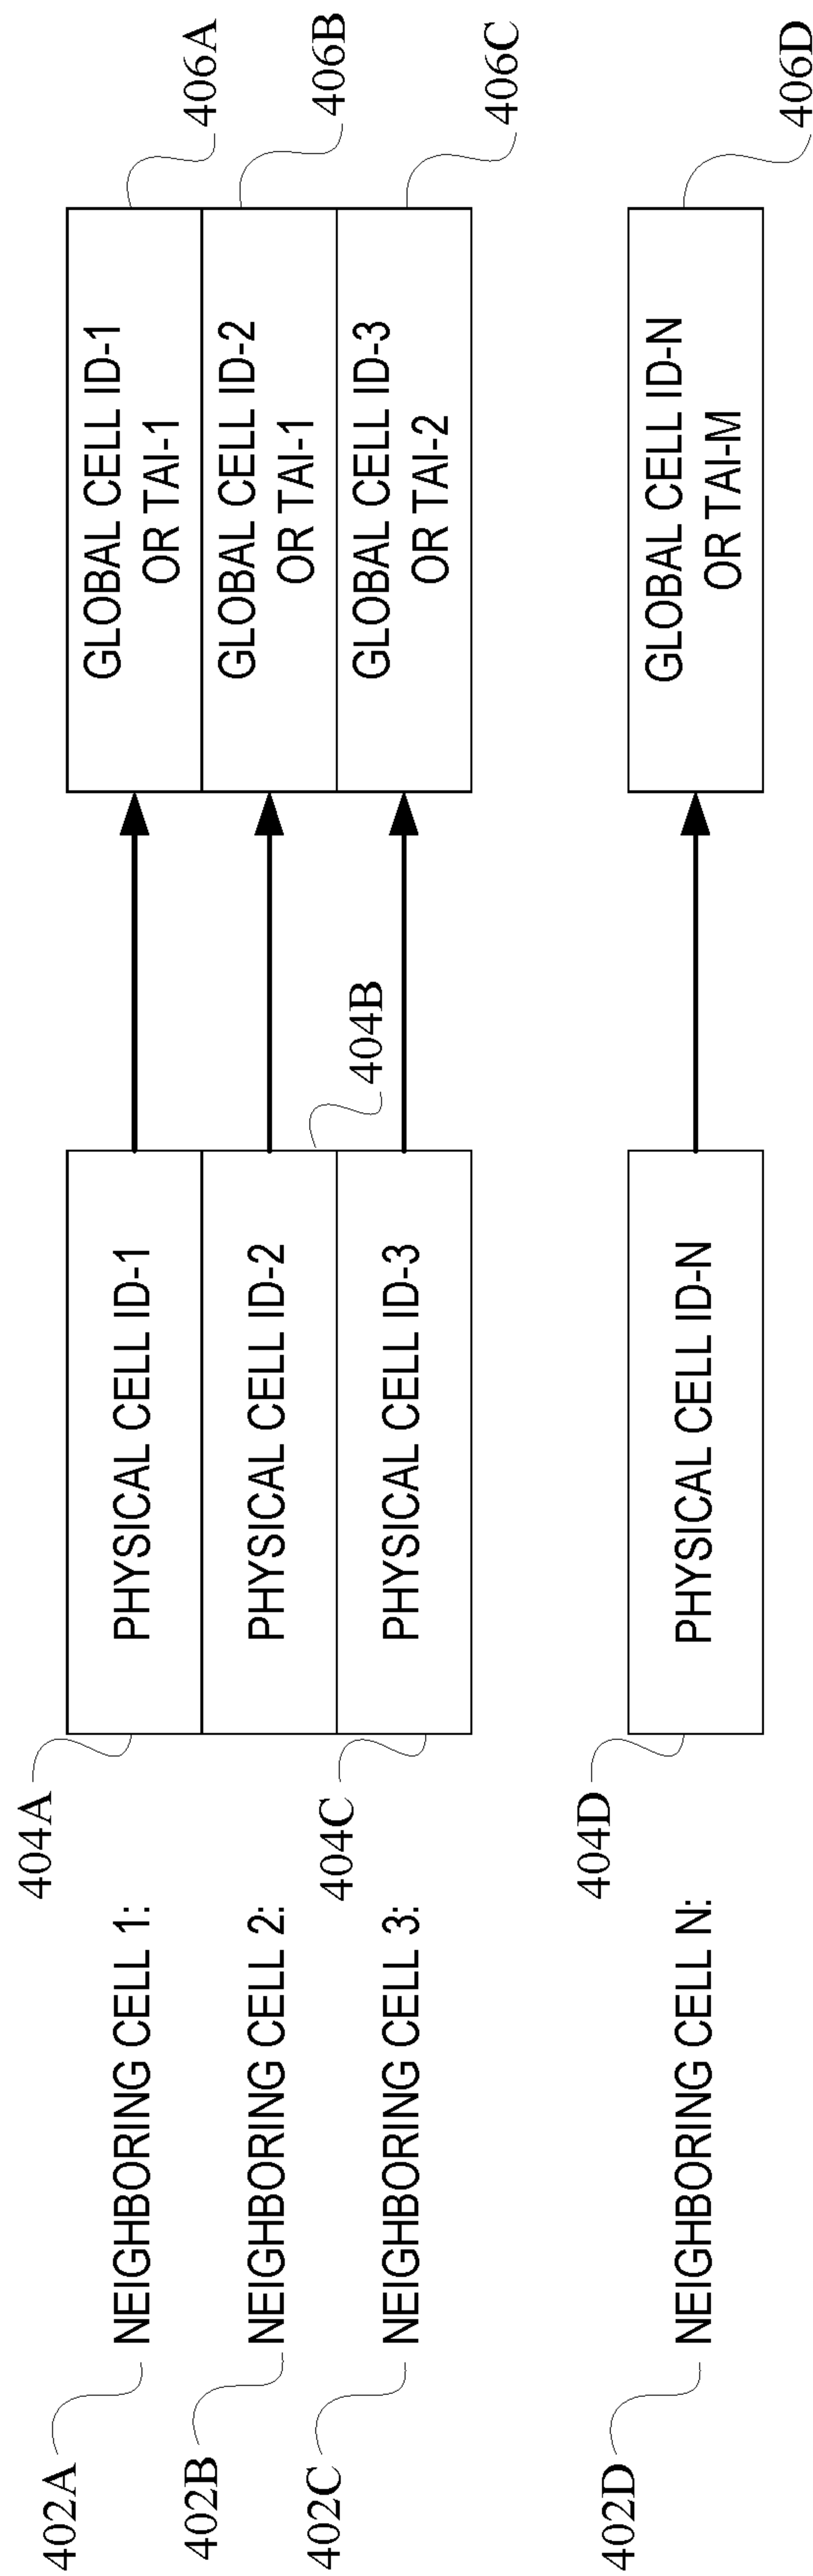 404A
406A
402A
NEIGHBORING CELL 1:
PHYSICAL CELL ID-1
GLOBAL CELL ID-1
OR TAI-1
406B
402B
NEIGHBORING CELL 2:
PHYSICAL CELL ID-2
GLOBAL CELL ID-2
OR TAI-1
404B
404C
406C
402C
NEIGHBORING CELL 3:
PHYSICAL CELL ID-3
GLOBAL CELL ID-3
OR TAI-2
404D
406D
402D
NEIGHBORING CELL N:
PHYSICAL CELL ID-N
GLOBAL CELL ID-N
OR TAI-M